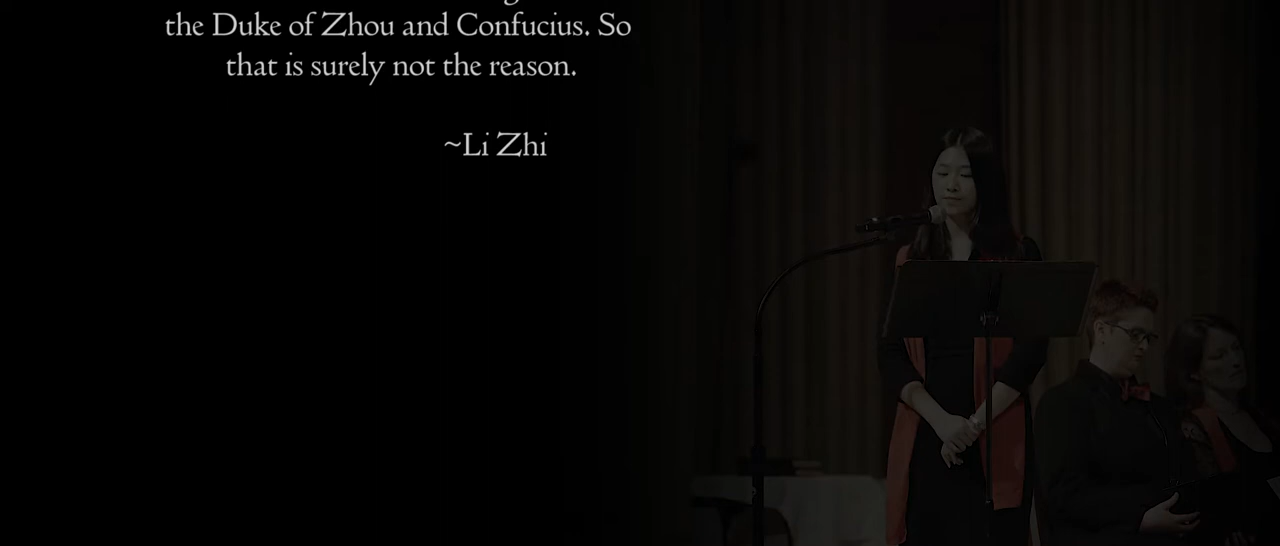 the Duke of Zhou and Confucius. So
that is surely not the reason.
~Li Zhi